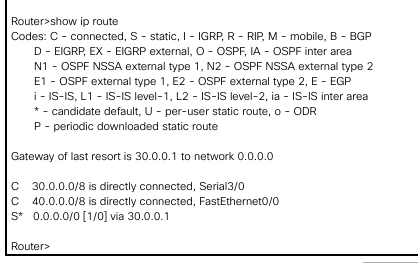 Router>show ip route
Codes: C - connected, S - static, I - IGRP, R - RIP, M - mobile, B - BGP
D - EIGRP, EX - EIGRP external, O - OSPF, IA - OSPF inter area
N1 - OSPF NSSA external type 1, N2 - OSPF NSSA external type 2
E1 - OSPF external type 1, E2 - OSPF external type 2, E - EGP
i - IS-IS, L1 - IS-IS level-1, L2 - IS-IS level-2, ia - IS-IS inter area
* - candidate default, U - per-user static route, o - ODR
P - periodic downloaded static route
Gateway of last resort is 30.0.0.1 to network 0.0.0.0
C 30.0.0.0/8 is directly connected, Serial3/0
C 40.0.0.0/8 is directly connected, FastEthernet0/0
S* 0.0.0.0/0 [1/0] via 30.0.0.1
Router>